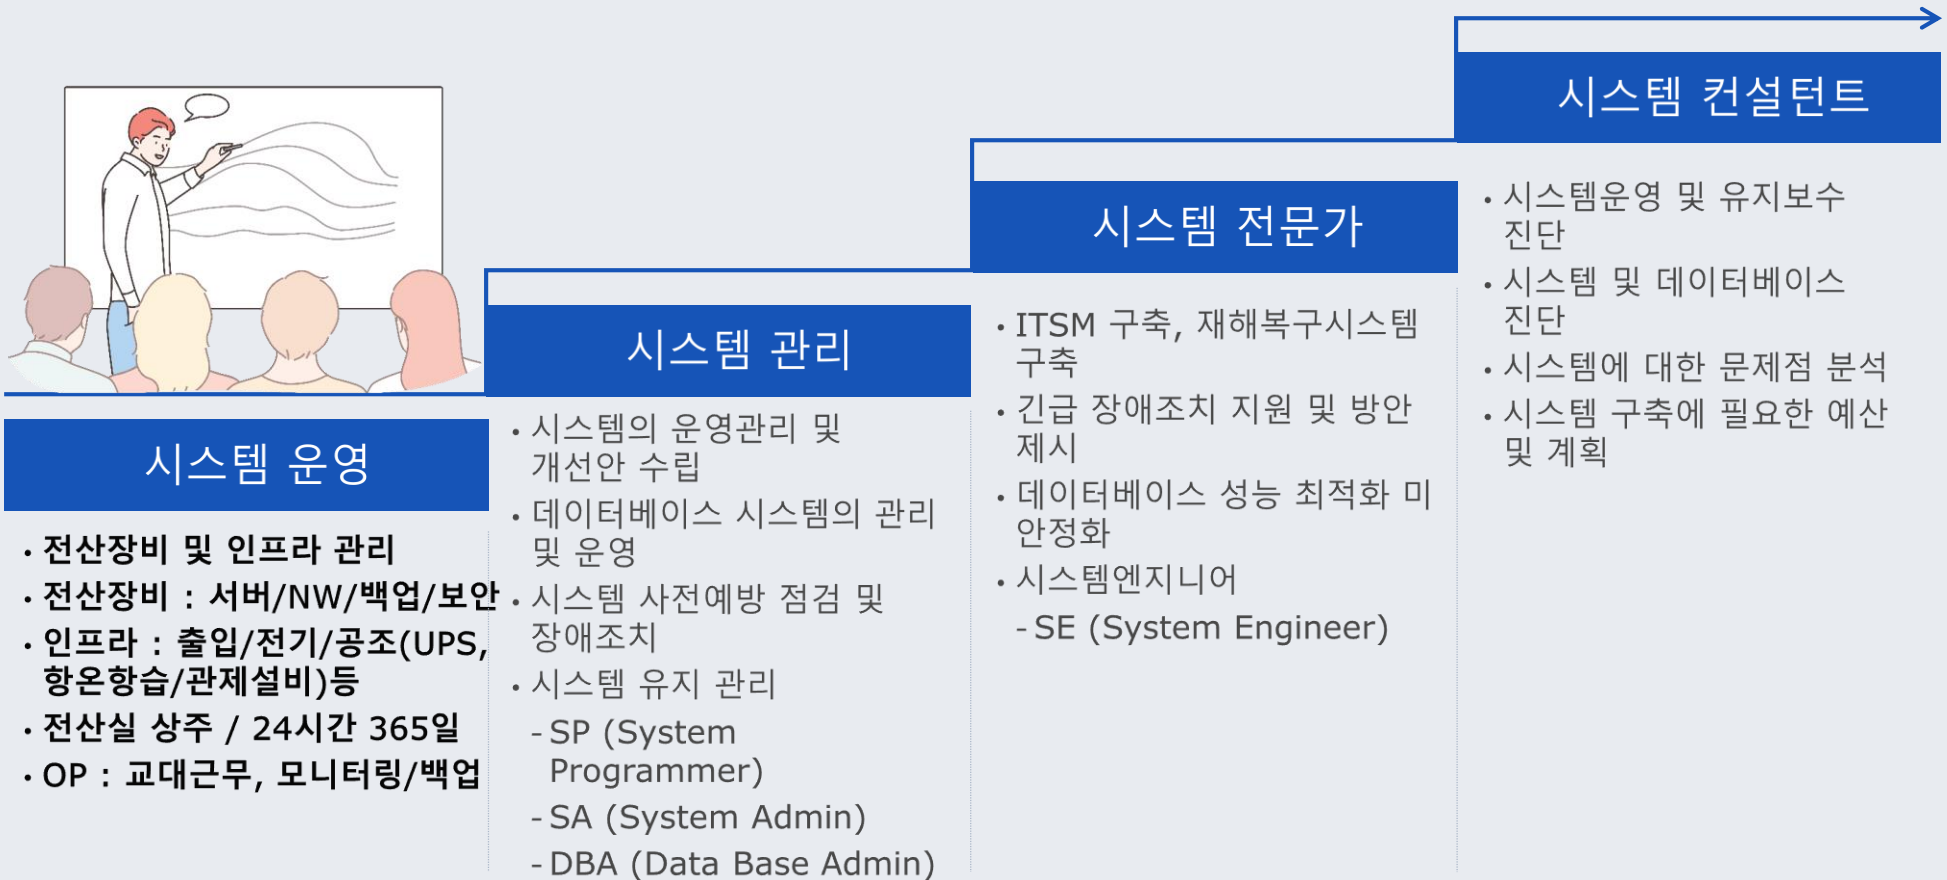 시스템 운영
• 전산장비 및 인프라 관리
• 전산장비 : 서버/NW/백업/보안
• 인프라 : 출입/전기/공조(UPS,
항온항습/관제설비)등
• 전산실 상주 / 24시간 365일
• OP : 교대근무, 모니터링/백업
시스템 관리
• 시스템의 운영관리 및
개선안 수립
• 데이터베이스 시스템의 관리
및 운영
• 시스템 사전예방 점검 및
장애조치
• 시스템 유지 관리
- SP (System
Programmer)
- SA (System Admin)
- DBA (Data Base Admin)
시스템 전문가
• ITSM 구축, 재해복구시스템
구축
• 긴급 장애조치 지원 및 방안
제시
• 데이터베이스 성능 최적화 미
안정화
• 시스템엔지니어
- SE (System Engineer)
시스템 컨설턴트
• 시스템운영 및 유지보수
진단
• 시스템 및 데이터베이스
진단
• 시스템에 대한 문제점 분석
• 시스템 구축에 필요한 예산
및 계획